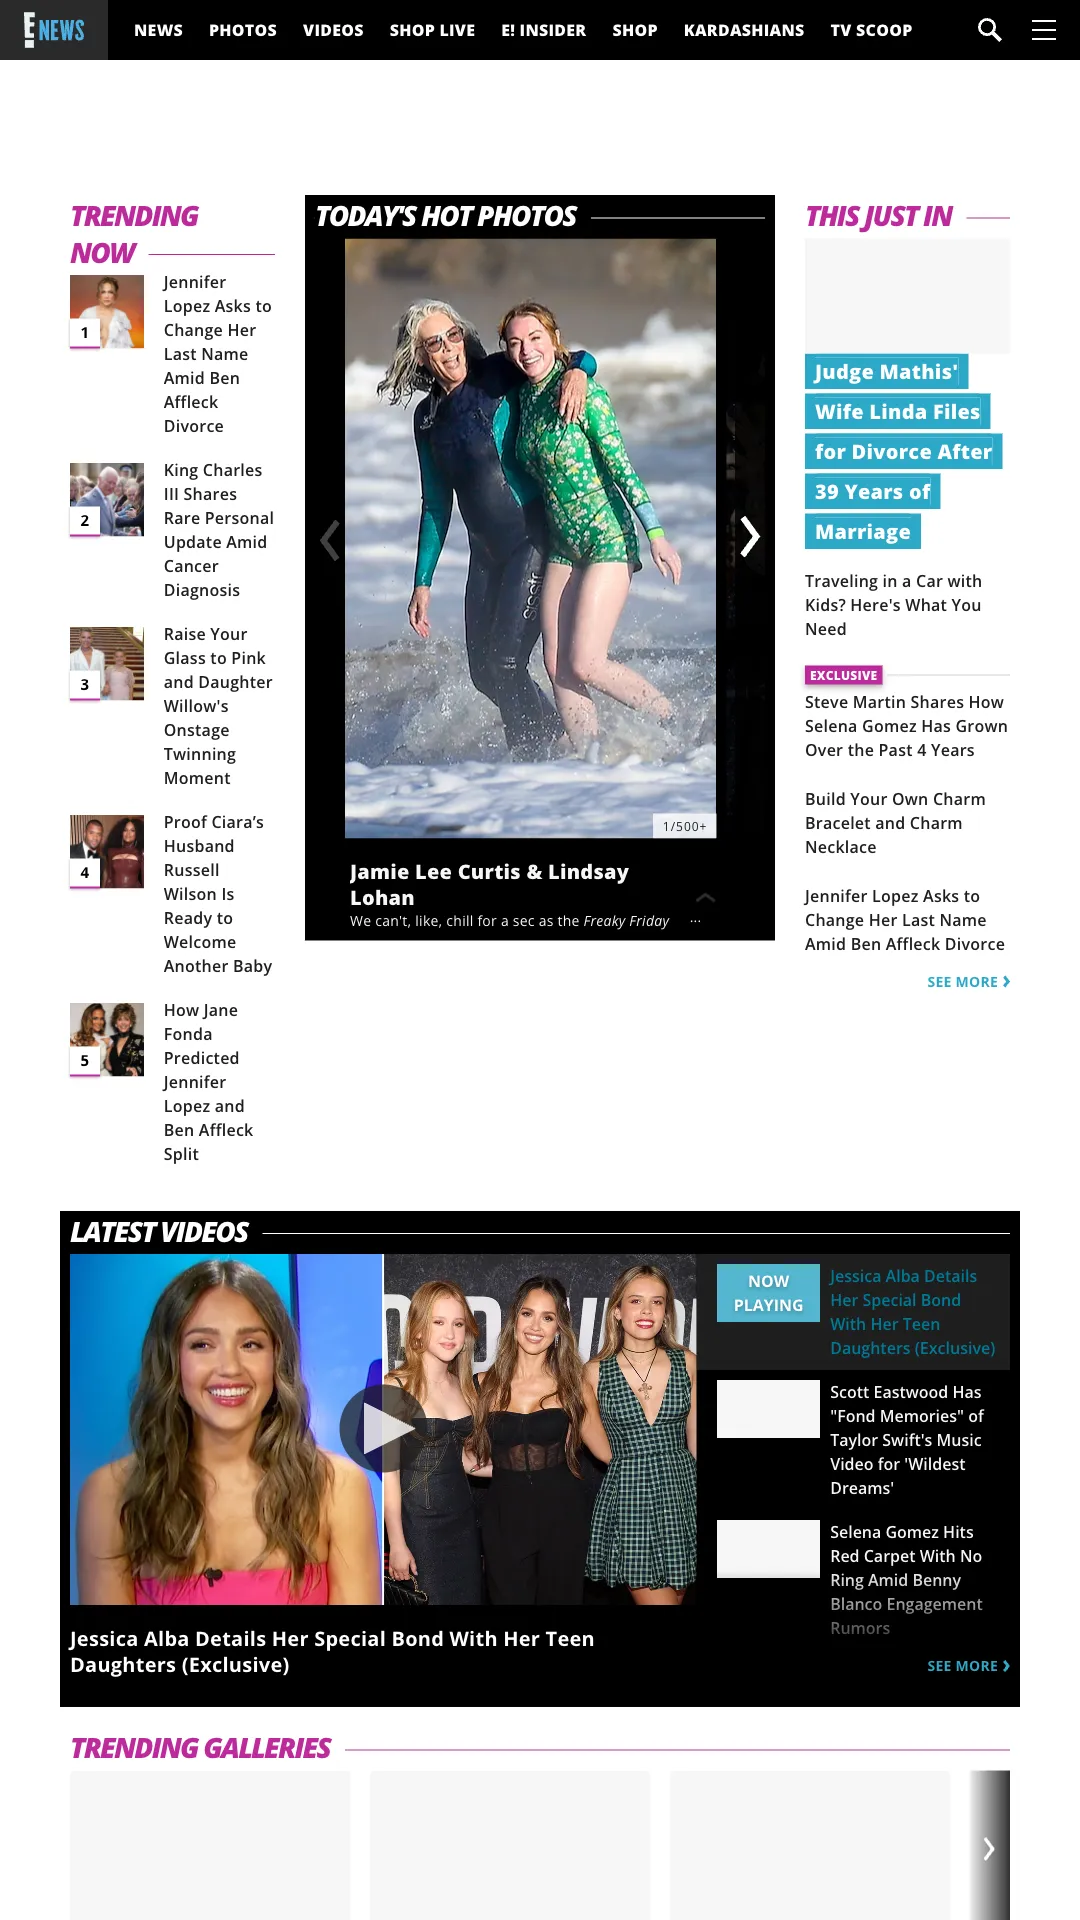 E! NEWS
NEWS PHOTOS VIDEOS SHOP LIVE E! INSIDER SHOP KARDASHIANS TV SCOOP
TRENDING
NOW
1
Jennifer
Lopez Asks to
Change Her
Last Name
Amid Ben
Affleck
Divorce
2
King Charles
III Shares
Rare Personal
Update Amid
Cancer
Diagnosis
3
Raise Your
Glass to Pink
and Daughter
Willow's
Onstage
Twinning
Moment
4
Proof Ciara’s
Husband
Russell
Wilson Is
Ready to
Welcome
Another Baby
5
How Jane
Fonda
Predicted
Jennifer
Lopez and
Ben Affleck
Split
TODAY'S HOT PHOTOS
sisstr
1/500+
Jamie Lee Curtis & Lindsay
Lohan
We can't, like, chill for a sec as the Freaky Friday ...
THIS JUST IN
Judge Mathis'
Wife Linda Files
for Divorce After
39 Years of
Marriage
Traveling in a Car with
Kids? Here's What You
Need
EXCLUSIVE
Steve Martin Shares How
Selena Gomez Has Grown
Over the Past 4 Years
Build Your Own Charm
Bracelet and Charm
Necklace
Jennifer Lopez Asks to
Change Her Last Name
Amid Ben Affleck Divorce
SEE MORE
LATEST VIDEOS
Jessica Alba Details Her Special Bond With Her Teen
Daughters (Exclusive)
NOW
PLAYING
Jessica Alba Details
Her Special Bond
With Her Teen
Daughters (Exclusive)
Scott Eastwood Has
"Fond Memories" of
Taylor Swift's Music
Video for 'Wildest
Dreams'
Selena Gomez Hits
Red Carpet With No
Ring Amid Benny
Blanco Engagement
Rumors
SEE MORE
TRENDING GALLERIES